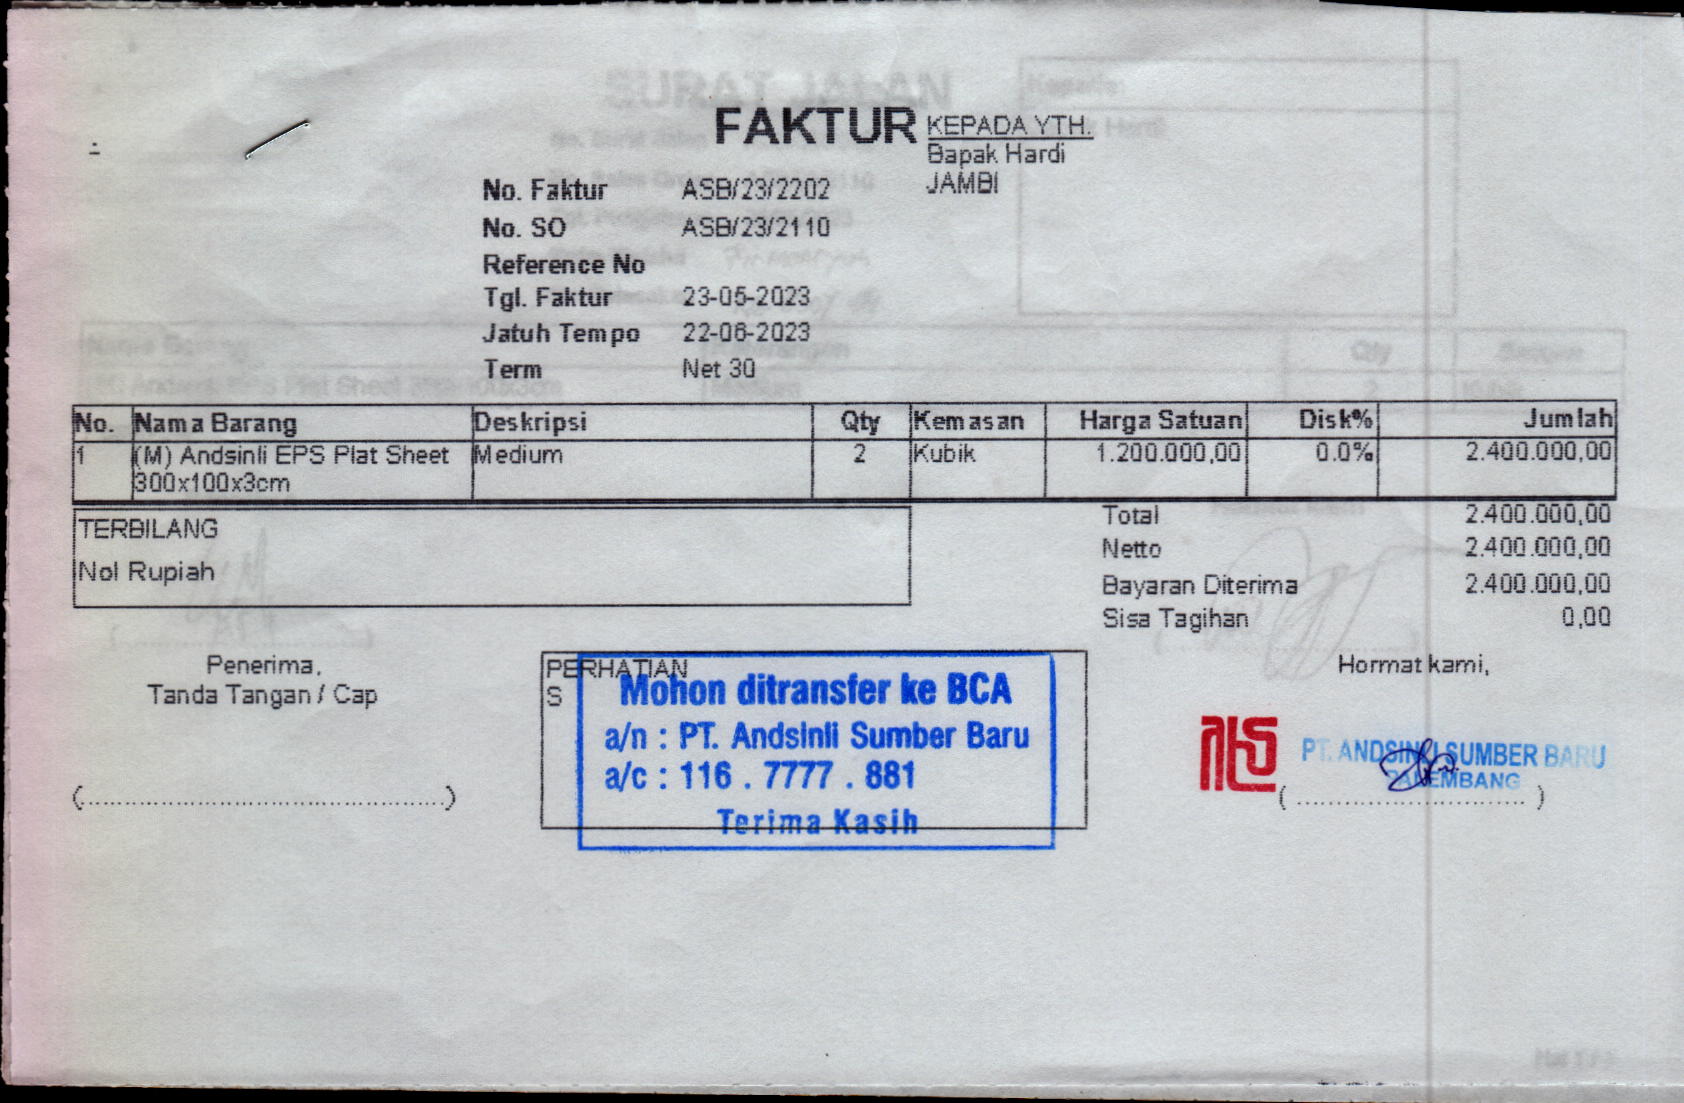 FAKTUR
KEPADA YTH.
Bapak Hardi
JAMBI
No. Faktur ASB/23/2202
No. SO ASB/23/2110
Reference No
Tgl. Faktur 23-05-2023
Jatuh Tempo 22-06-2023
Term Net 30
No. Nama Barang Deskripsi Qty Kemasan Harga Satuan Disk% Jumlah
1 (M) Andsinli EPS Plat Sheet Medium 2 Kubik 1.200.000,00 0.0% 2.400.000,00
300x100x3cm
TERBILANG
Nol Rupiah
Total 2.400.000,00
Netto 2.400.000,00
Bayaran Diterima 2.400.000,00
Sisa Tagihan 0,00
Penerima,
Tanda Tangan / Cap
(..............................................)
PERHATIAN
S
Mohon ditransfer ke BCA
a/n : PT. Andsinli Sumber Baru
a/c : 116 . 7777 . 881
Terima Kasih
Hormat kami,
PT. ANDSINLI SUMBER BARU
PALEMBANG
( ............................. )